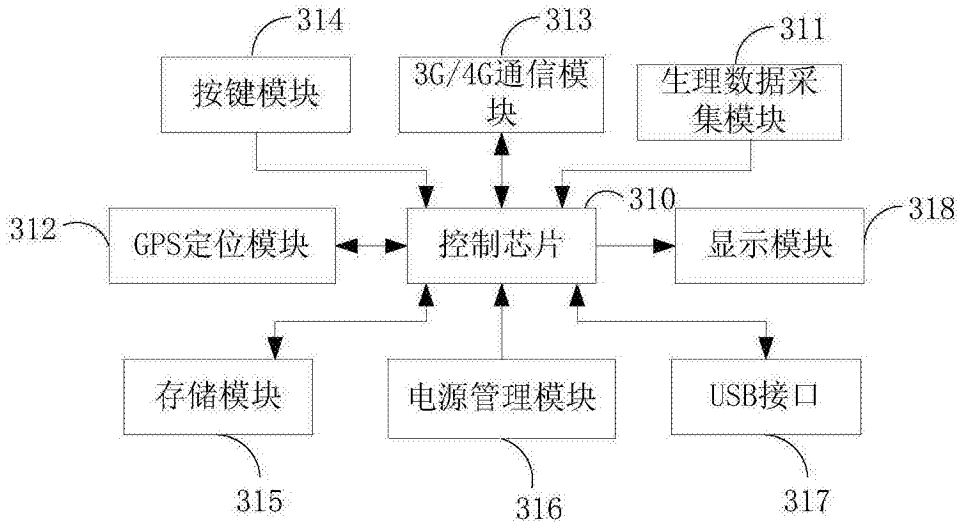 314
313
311
按键模块
3G/4G通信模
块
生理数据采
集模块
310
312
318
GPS定位模块
控制芯片
显示模块
存储模块
电源管理模块
USB接口
315
316
317